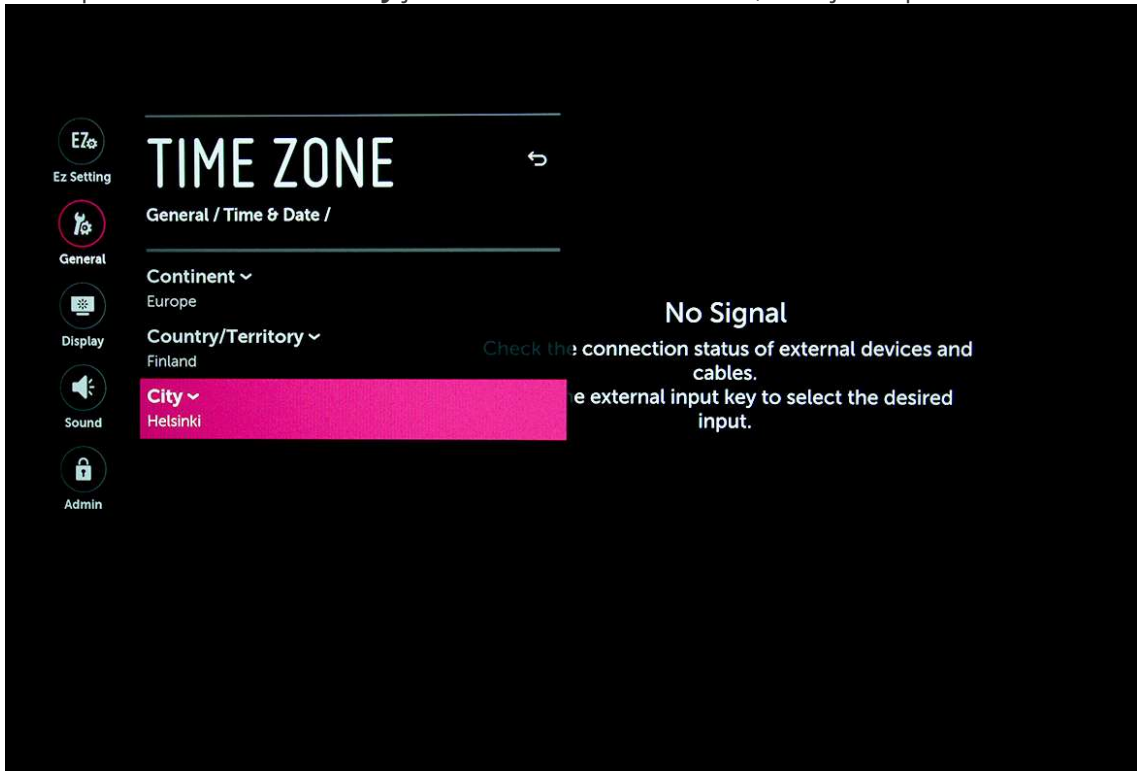 EZ
Ez Setting
General
Display
Sound
Admin
TIME ZONE
General / Time & Date /
Continent
Europe
Country/Territory
Finland
City
Helsinki
No Signal
Check the connection status of external devices and
cables.
e external input key to select the desired
input.